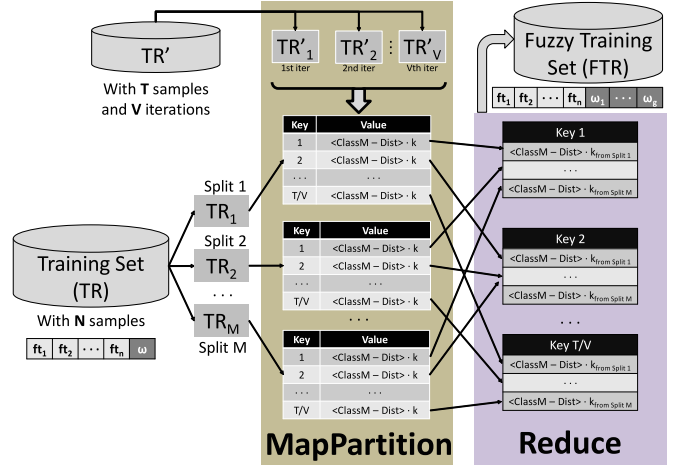 TR'
With T samples
and V iterations
TR'1 TR'2 ⋮ TR'V
1st iter 2nd iter Vth iter
Fuzzy Training
Set (FTR)
ft1 ft2 · · · ftn ω1 · · · ωg
Key Value
1 <ClassM – Dist> · k
2 <ClassM – Dist> · k
· · · · · ·
T/V <ClassM – Dist> · k
Key Value
1 <ClassM – Dist> · k
2 <ClassM – Dist> · k
· · · · · ·
T/V <ClassM – Dist> · k
· · ·
Key Value
1 <ClassM – Dist> · k
2 <ClassM – Dist> · k
· · · · · ·
T/V <ClassM – Dist> · k
MapPartition
Split 1
TR1
Split 2
TR2
· · ·
TRM
Split M
Training Set
(TR)
With N samples
ft1 ft2 · · · ftn ω
Key 1
<ClassM – Dist> · kfrom Split 1
· · ·
<ClassM – Dist> · kfrom Split M
Key 2
<ClassM – Dist> · kfrom Split 1
· · ·
<ClassM – Dist> · kfrom Split M
· · ·
Key T/V
<ClassM – Dist> · kfrom Split 1
· · ·
<ClassM – Dist> · kfrom Split M
Reduce